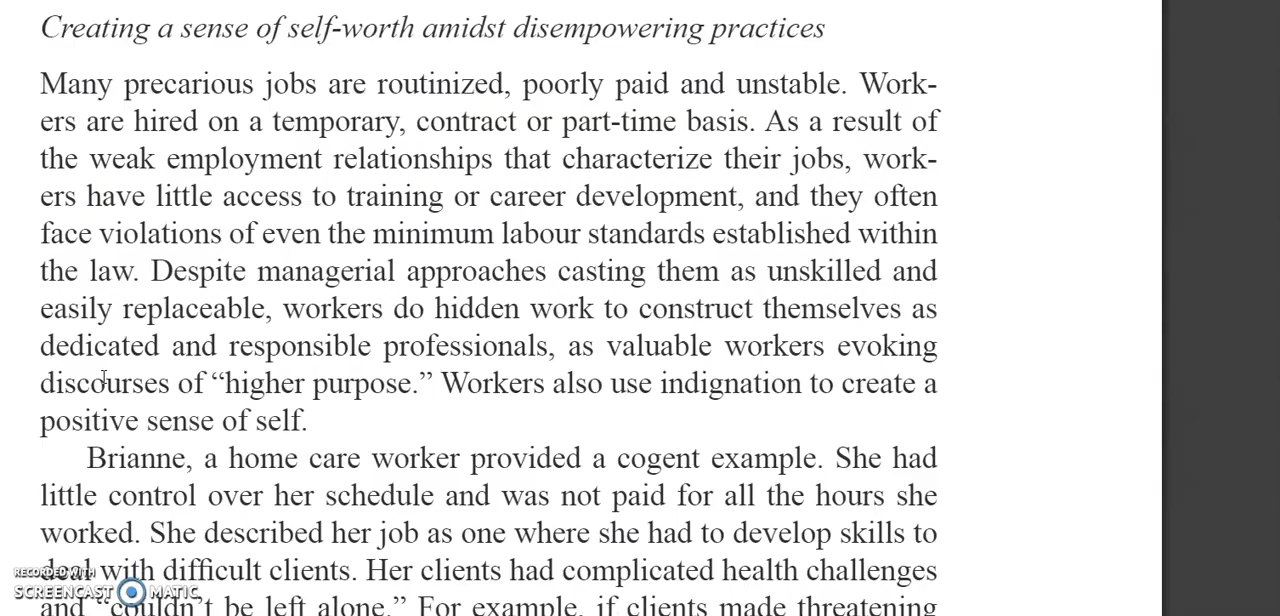 Creating a sense of self-worth amidst disempowering practices
Many precarious jobs are routinized, poorly paid and unstable. Work-
ers are hired on a temporary, contract or part-time basis. As a result of
the weak employment relationships that characterize their jobs, work-
ers have little access to training or career development, and they often
face violations of even the minimum labour standards established within
the law. Despite managerial approaches casting them as unskilled and
easily replaceable, workers do hidden work to construct themselves as
dedicated and responsible professionals, as valuable workers evoking
discourses of “higher purpose.” Workers also use indignation to create a
positive sense of self.
Brianne, a home care worker provided a cogent example. She had
little control over her schedule and was not paid for all the hours she
worked. She described her job as one where she had to develop skills to
deal with difficult clients. Her clients had complicated health challenges
and “couldn’t be left alone.” For example, if clients made threatening
RECORDED WITH
SCREENCAST MATIC